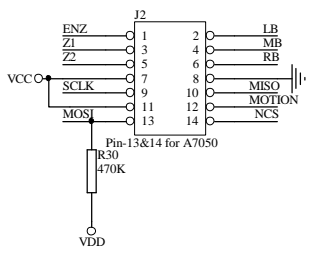 J2
ENZ 1 2 LB
Z1 3 4 MB
Z2 5 6 RB
VCC 7 8
SCLK 9 10 MISO
11 12 MOTION
MOSI 13 14 NCS
Pin-13&14 for A7050
R30
470K
VDD